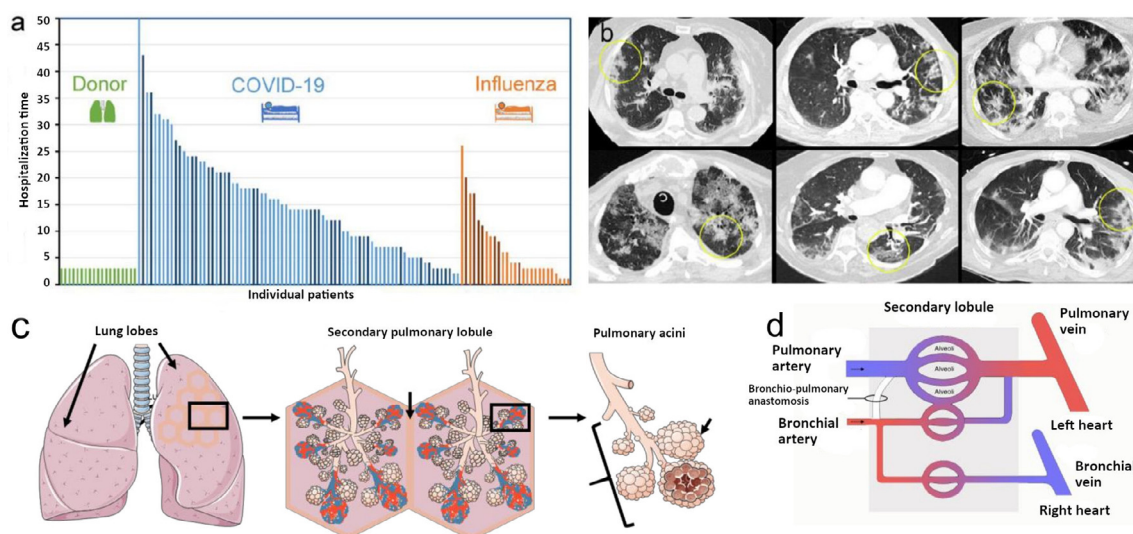 a
50
45
40
35
30
25
20
15
10
5
00
Hospitalization time
Donor
COVID-19
Influenza
Individual patients
b
c
Lung lobes
Secondary pulmonary lobule
Pulmonary acini
d
Secondary lobule
Pulmonary
vein
Pulmonary
artery
Alveoli
Alveoli
Alveoli
Bronchio-pulmonary
anastomosis
Bronchial
artery
Left heart
Bronchia
vein
Right heart